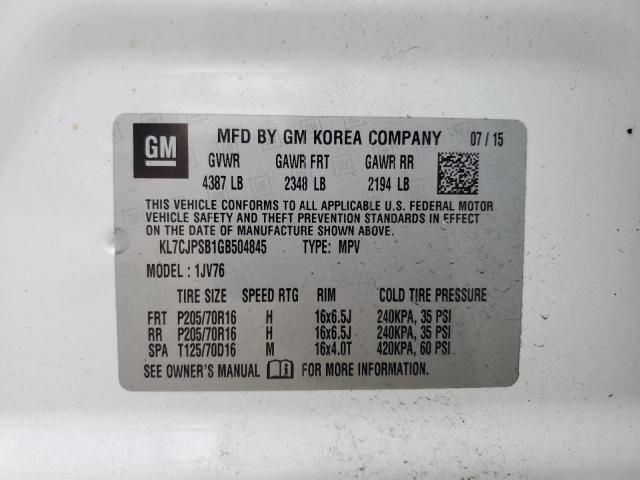 GM MFD BY GM KOREA COMPANY 07 / 15
GVWR GAWR FRT GAWR RR
4387 LB 2348 LB 2194 LB
THIS VEHICLE CONFORMS TO ALL APPLICABLE U.S. FEDERAL MOTOR
VEHICLE SAFETY AND THEFT PREVENTION STANDARDS IN EFFECT
ON THE DATE OF MANUFACTURE SHOWN ABOVE.
KL7CJPSB1GB504845 TYPE: MPV
MODEL : 1JV76
TIRE SIZE SPEED RTG RIM COLD TIRE PRESSURE
FRT P205/70R16 H 16x6.5J 240KPA, 35 PSI
RR P205/70R16 H 16x6.5J 240KPA, 35 PSI
SPA T125/70D16 M 16x4.0T 420KPA, 60 PSI
SEE OWNER'S MANUAL FOR MORE INFORMATION.